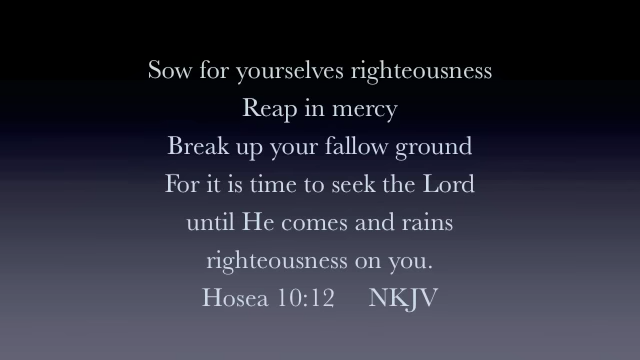 Sow for yourselves righteousness
Reap in mercy
Break up your fallow ground
For it is time to seek the Lord
until He comes and rains
righteousness on you.
Hosea 10:12 NKJV